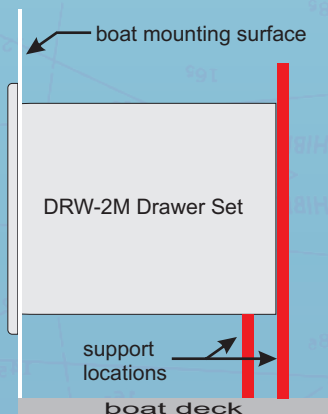 boat mounting surface
DRW-2M Drawer Set
support
locations
boat deck